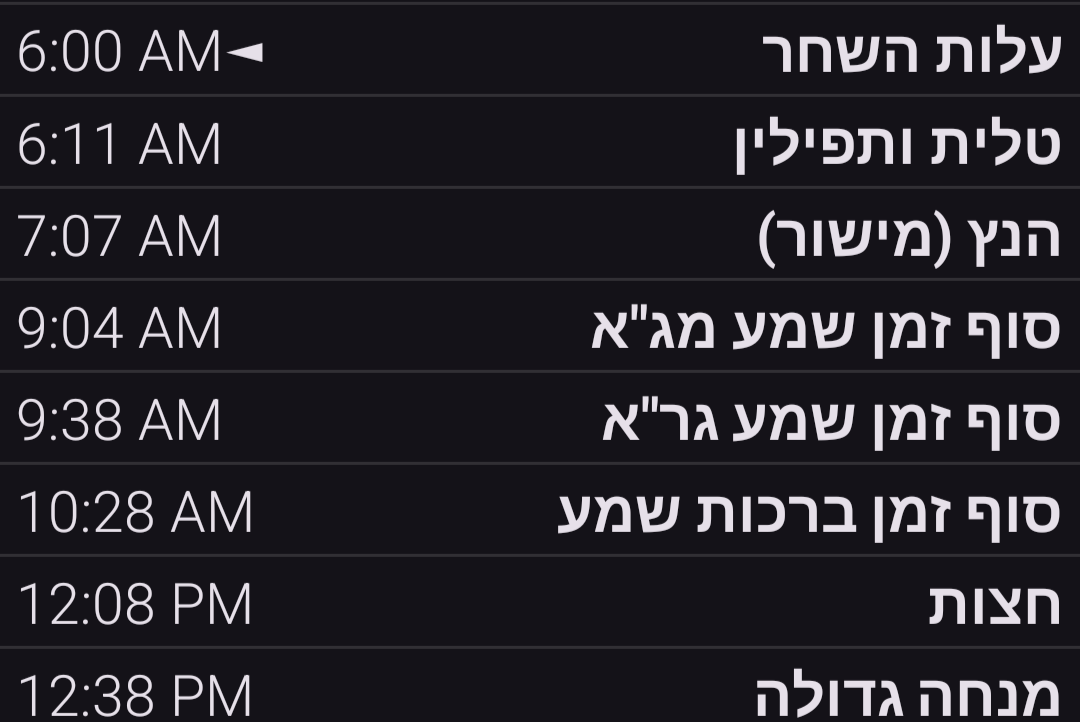 עלות השחר 6:00 AM◄
טלית ותפילין 6:11 AM
הנץ (מישור) 7:07 AM
סוף זמן שמע מג"א 9:04 AM
סוף זמן שמע גר"א 9:38 AM
סוף זמן ברכות שמע 10:28 AM
חצות 12:08 PM
מנחה גדולה 12:38 PM